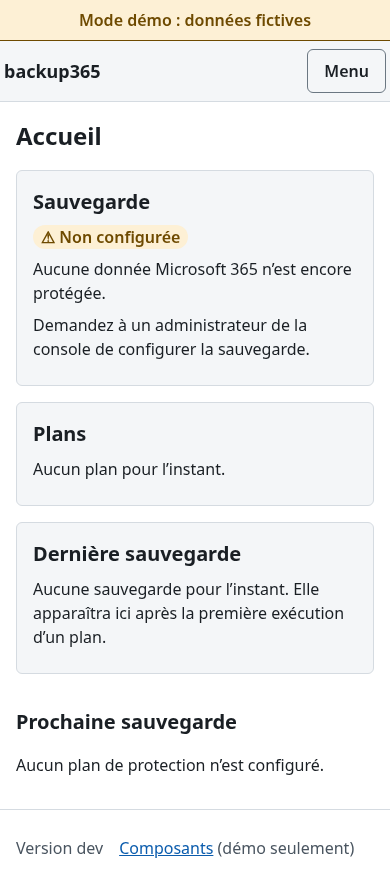 Mode démo : données fictives
backup365
Menu
Accueil
Sauvegarde
⚠ Non configurée
Aucune donnée Microsoft 365 n’est encore
protégée.
Demandez à un administrateur de la
console de configurer la sauvegarde.
Plans
Aucun plan pour l’instant.
Dernière sauvegarde
Aucune sauvegarde pour l’instant. Elle
apparaîtra ici après la première exécution
d’un plan.
Prochaine sauvegarde
Aucun plan de protection n’est configuré.
Version dev Composants (démo seulement)